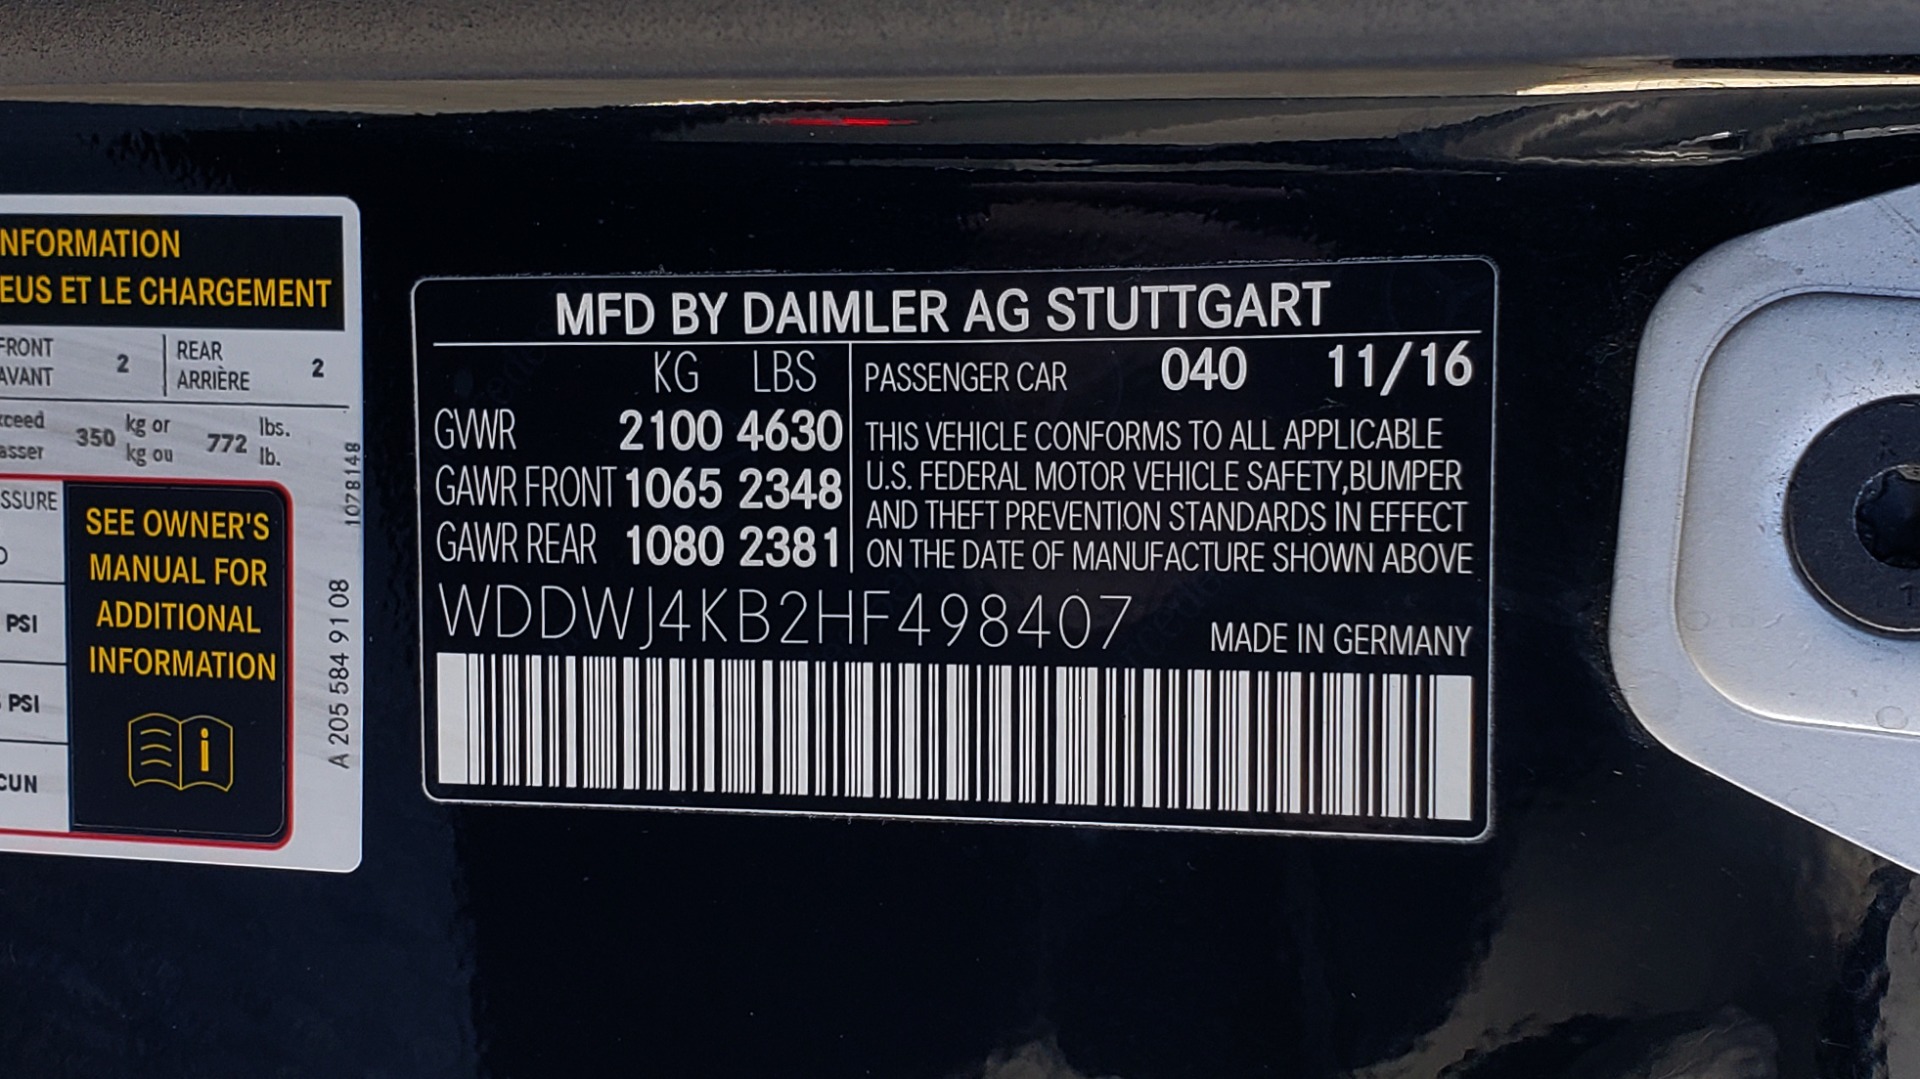 NFORMATION
EUS ET LE CHARGEMENT
FRONT 2 REAR 2
AVANT ARRIÈRE
xceed 350 kg or 772 lbs.
asser kg ou lb.
SSURE
SEE OWNER'S
MANUAL FOR
ADDITIONAL
INFORMATION
PSI
PSI
CUN
i
1078148
A 205 584 91 08
MFD BY DAIMLER AG STUTTGART
KG LBS
GVWR 2100 4630
GAWR FRONT 1065 2348
GAWR REAR 1080 2381
PASSENGER CAR 040 11/16
THIS VEHICLE CONFORMS TO ALL APPLICABLE
U.S. FEDERAL MOTOR VEHICLE SAFETY,BUMPER
AND THEFT PREVENTION STANDARDS IN EFFECT
ON THE DATE OF MANUFACTURE SHOWN ABOVE
WDDWJ4KB2HF498407 MADE IN GERMANY